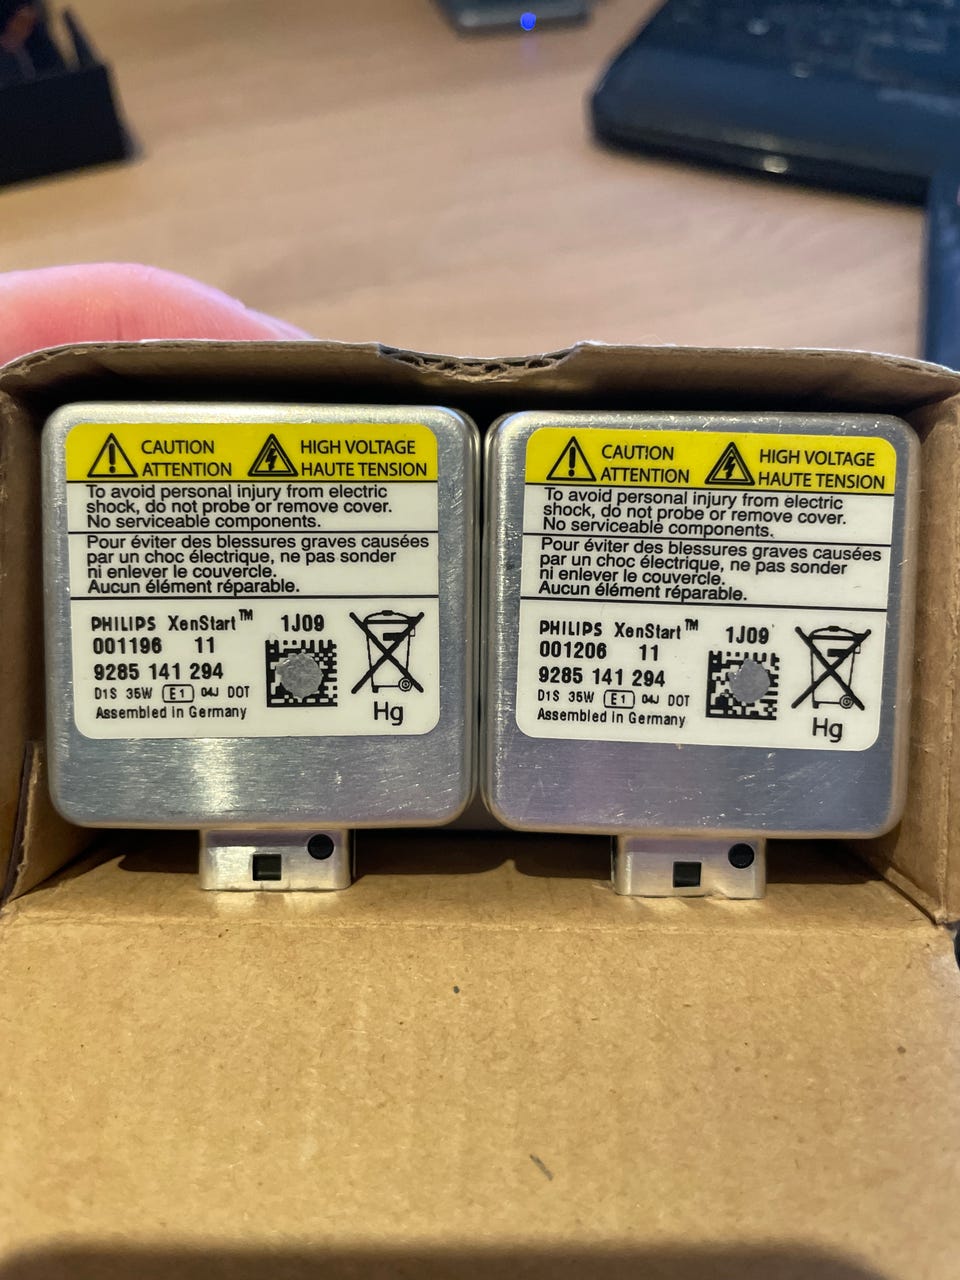 CAUTION
ATTENTION
HIGH VOLTAGE
HAUTE TENSION
To avoid personal injury from electric
shock, do not probe or remove cover.
No serviceable components.
Pour éviter des blessures graves causées
par un choc électrique, ne pas sonder
ni enlever le couvercle.
Aucun élément réparable.
PHILIPS XenStart™ 1J09
001196 11
9285 141 294
D1S 35W E1 04J DOT
Assembled in Germany
Hg
CAUTION
ATTENTION
HIGH VOLTAGE
HAUTE TENSION
To avoid personal injury from electric
shock, do not probe or remove cover.
No serviceable components.
Pour éviter des blessures graves causées
par un choc électrique, ne pas sonder
ni enlever le couvercle.
Aucun élément réparable.
PHILIPS XenStart™ 1J09
001206 11
9285 141 294
D1S 35W E1 04J DOT
Assembled in Germany
Hg